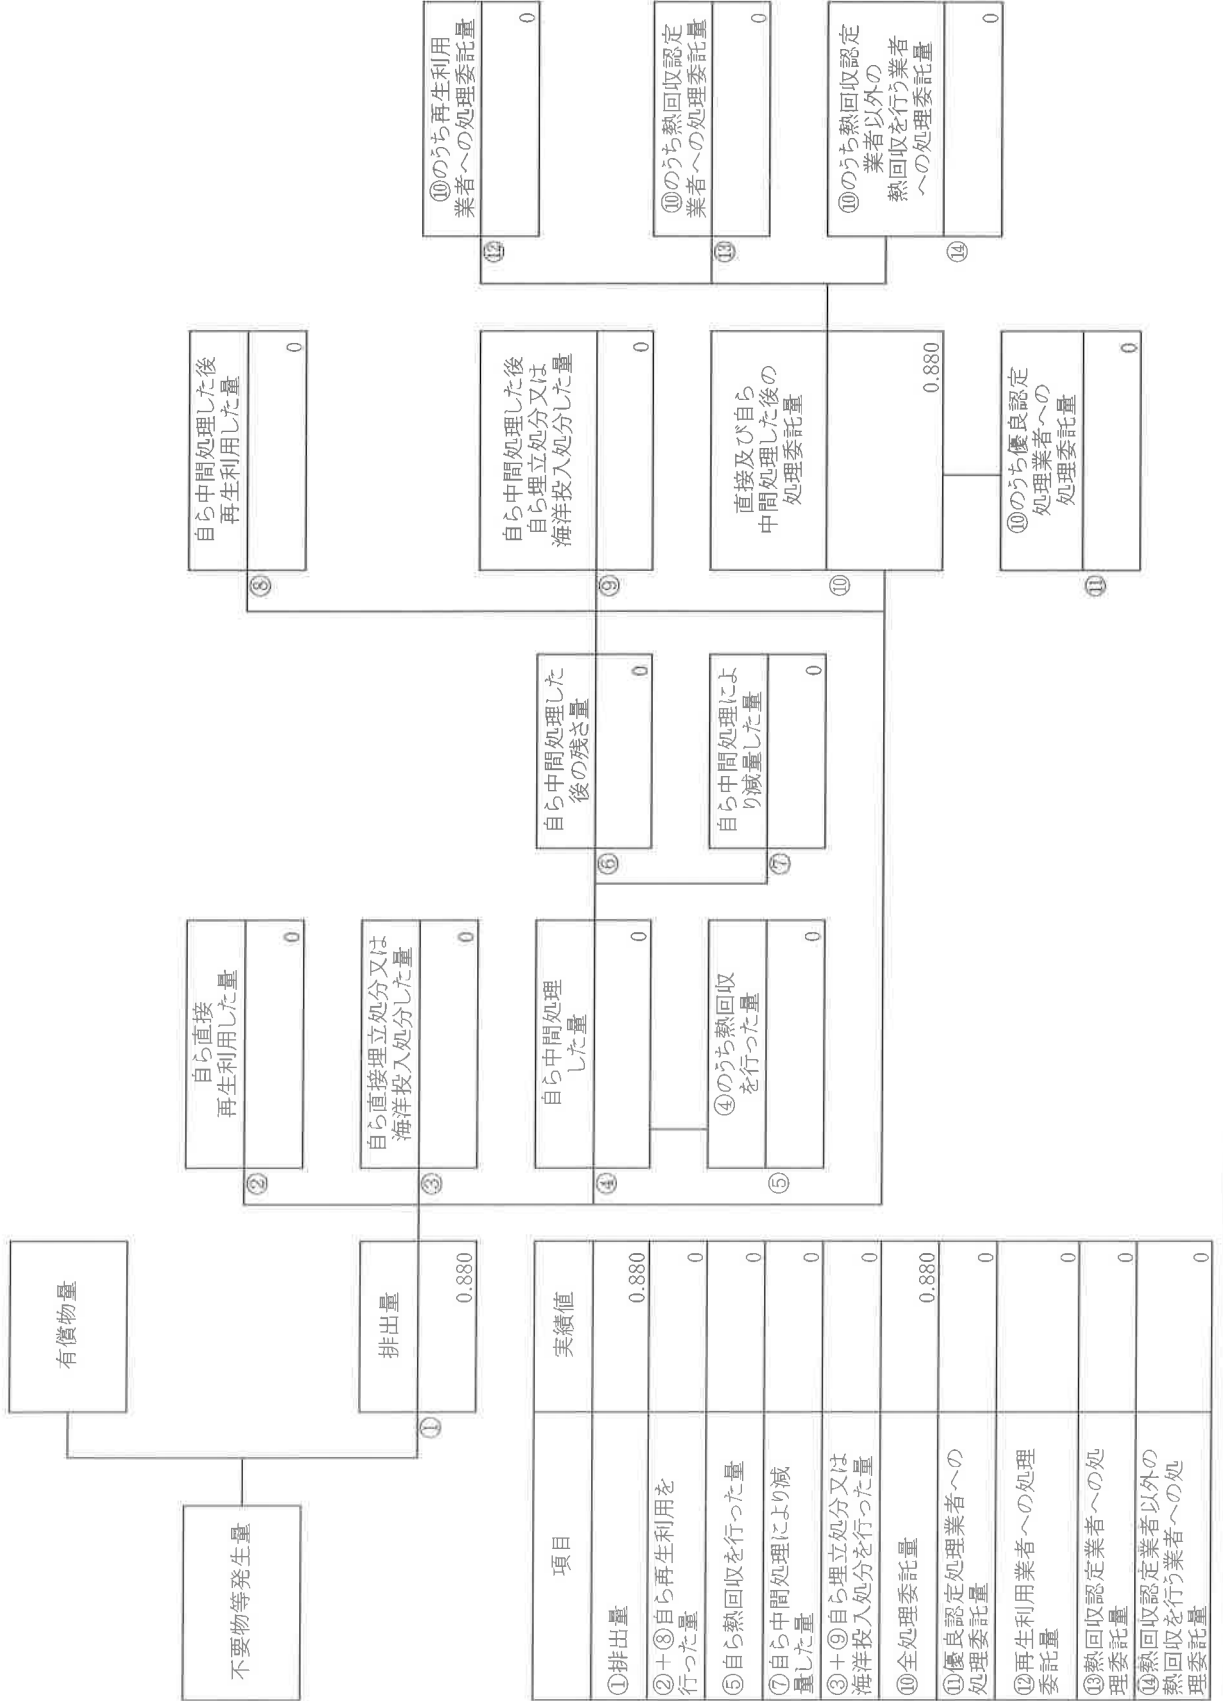 不要物等発生量
有償物量
排出量
0.880
①
自ら直接
再生利用した量
0
②
自ら直接埋立処分又は
海洋投入処分した量
0
③
自ら中間処理
した量
0
④
④のうち熱回収
を行った量
0
⑤
自ら中間処理した
後の残さ量
0
⑥
自ら中間処理によ
り減量した量
0
⑦
自ら中間処理した後
再生利用した量
0
⑧
自ら中間処理した後
自ら埋立処分又は
海洋投入処分した量
0
⑨
直接及び自ら
中間処理した後の
処理委託量
0.880
⑩
⑩のうち優良認定
処理業者への
処理委託量
0
⑪
⑩のうち再生利用
業者への処理委託量
0
⑫
⑩のうち熱回収認定
業者への処理委託量
0
⑬
⑩のうち熱回収認定
業者以外の
熱回収を行う業者
への処理委託量
0
⑭
項目
実績値
①排出量
0.880
②+⑧自ら再生利用を
行った量
0
⑤自ら熱回収を行った量
0
⑦自ら中間処理により減
量した量
0
③+⑨自ら埋立処分又は
海洋投入処分を行った量
0
⑩全処理委託量
0.880
⑪優良認定処理業者への
処理委託量
0
⑫再生利用業者への処理
委託量
0
⑬熱回収認定業者への処
理委託量
0
⑭熱回収認定業者以外の
熱回収を行う業者への処
理委託量
0